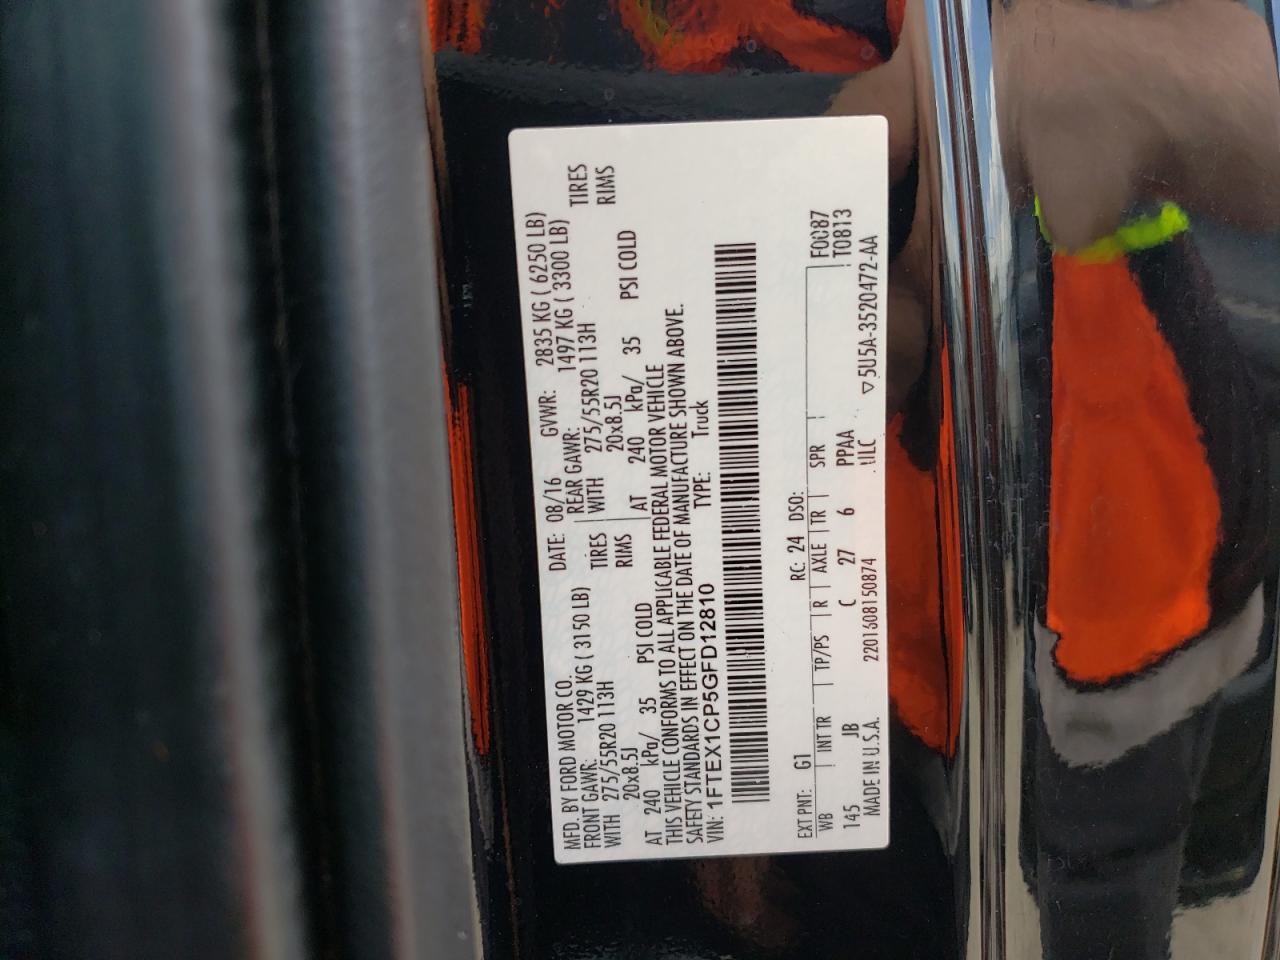 MFD. BY FORD MOTOR CO.
DATE: 08/16 GVWR: 2835 KG ( 6250 LB)
FRONT GAWR: 1429 KG ( 3150 LB) REAR GAWR: 1497 KG ( 3300 LB)
WITH 275/55R20 113H TIRES WITH 275/55R20 113H TIRES
20x8.5J RIMS 20x8.5J RIMS
AT 240 kPa/ 35 PSI COLD AT 240 kPa/ 35 PSI COLD
THIS VEHICLE CONFORMS TO ALL APPLICABLE FEDERAL MOTOR VEHICLE
SAFETY STANDARDS IN EFFECT ON THE DATE OF MANUFACTURE SHOWN ABOVE.
VIN: 1FTEX1CP5GFD12810 TYPE: Truck
EXT PNT: G1 RC: 24 DSO: F0087
WB INT TR TP/PS R AXLE TR SPR T0813
145 JB C 27 6 PPAA
MADE IN U.S.A. 2201608150874 ULC ▽5U5A-3520472-AA